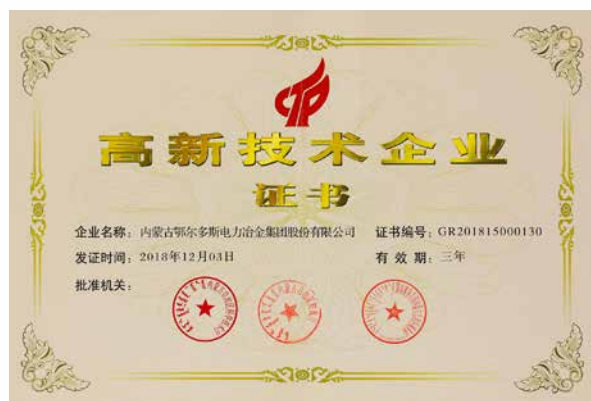 高新技术企业
证书
企业名称：内蒙古鄂尔多斯电力冶金集团股份有限公司 证书编号：GR201815000130
发证时间：2018年12月03日 有效期：三年
批准机关：